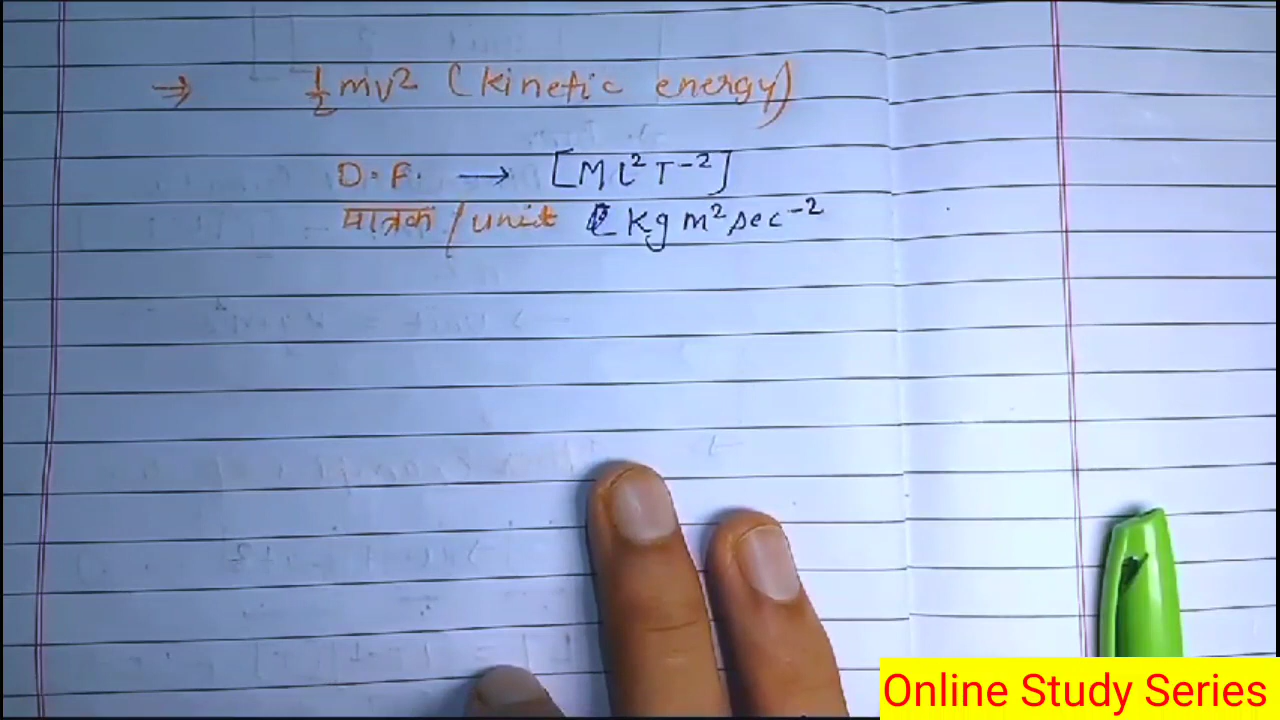 → ½mv² (kinetic energy)
D.F. → [ML²T⁻²]
मात्रक / unit kg m² sec⁻²
Online Study Series